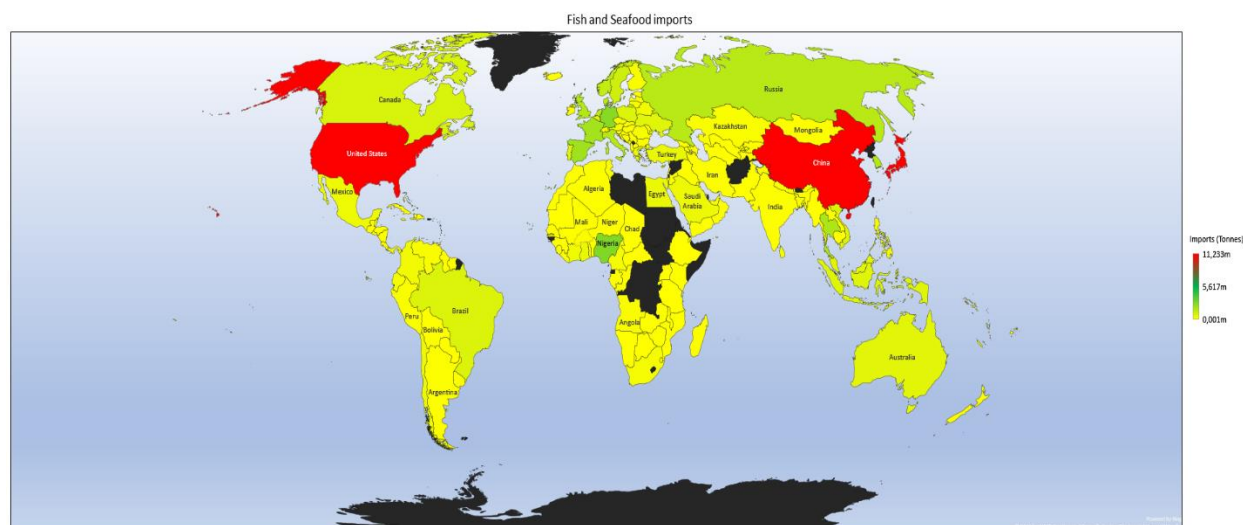 Fish and Seafood imports
Canada
Russia
United States
Kazakhstan
Mongolia
China
Turkey
Mexico
Algeria
Egypt
Iran
Saudi
Arabia
India
Mali
Niger
Chad
Nigeria
Brazil
Peru
Bolivia
Angola
Australia
Argentina
Imports (Tonnes)
11,233m
5,617m
0,001m